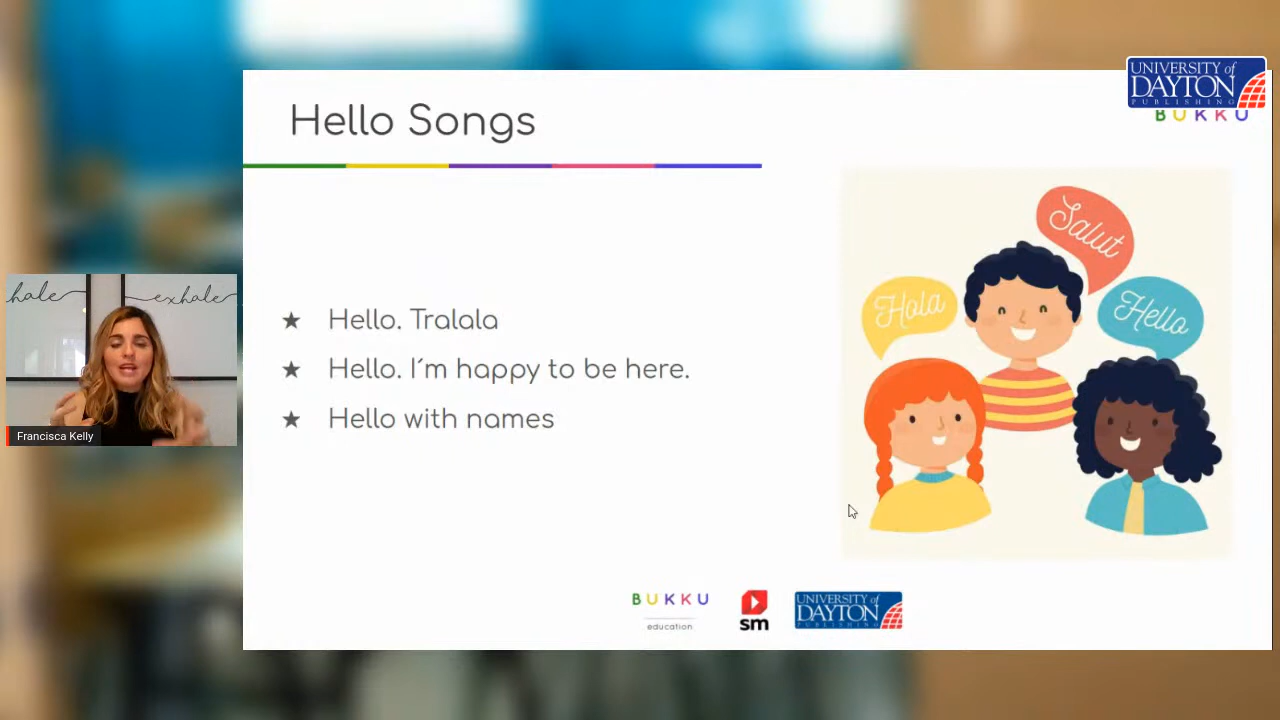 Hello Songs
UNIVERSITY of
DAYTON
PUBLISHING
BUKKU
Salut
Hola
Hello
hale
exhale
Francisca Kelly
★ Hello. Tralala
★ Hello. I´m happy to be here.
★ Hello with names
BUKKU
education
sm
UNIVERSITY of
DAYTON
PUBLISHING